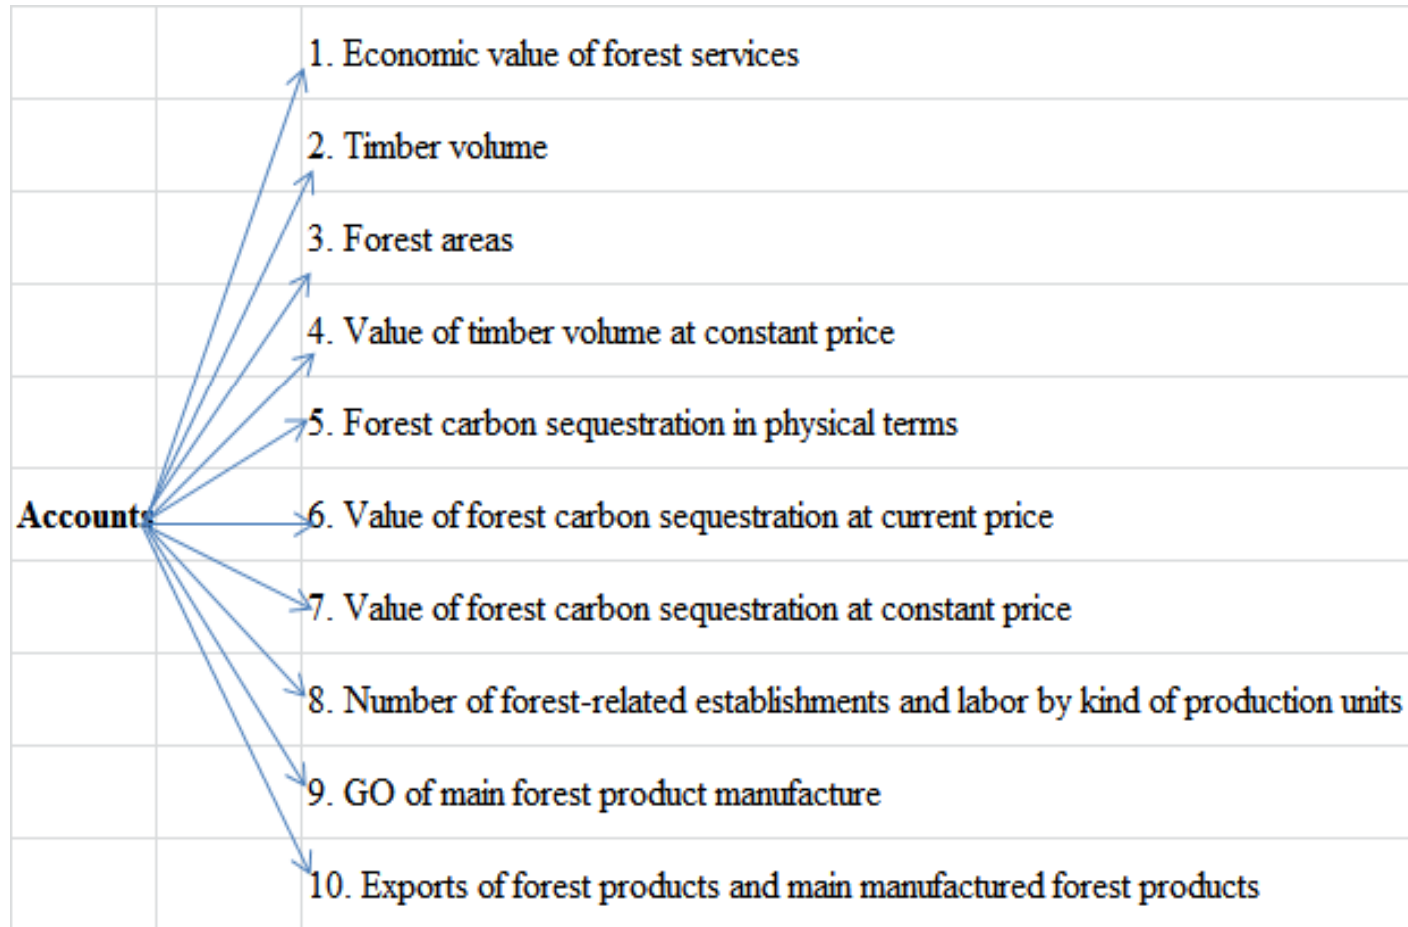 1. Economic value of forest services
2. Timber volume
3. Forest areas
4. Value of timber volume at constant price
5. Forest carbon sequestration in physical terms
Accounts
6. Value of forest carbon sequestration at current price
7. Value of forest carbon sequestration at constant price
8. Number of forest-related establishments and labor by kind of production units
9. GO of main forest product manufacture
10. Exports of forest products and main manufactured forest products